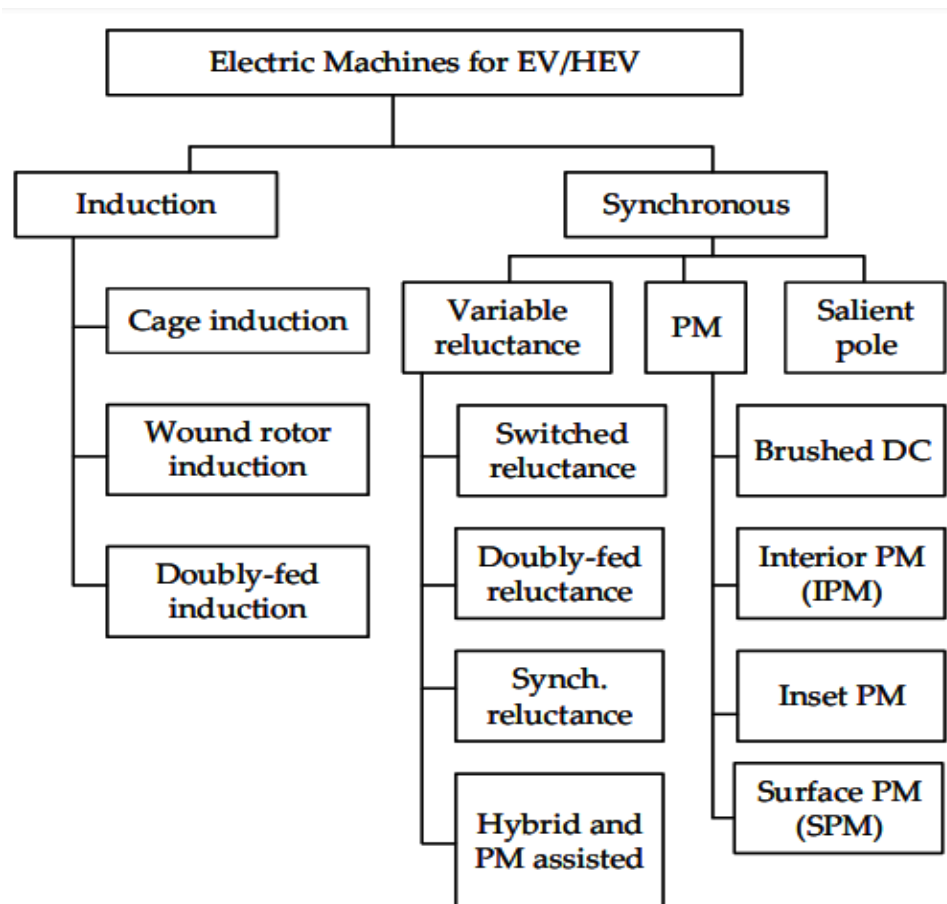 Electric Machines for EV/HEV
Induction
Synchronous
Cage induction
Wound rotor
induction
Doubly-fed
induction
Variable
reluctance
PM
Salient
pole
Switched
reluctance
Doubly-fed
reluctance
Synch.
reluctance
Hybrid and
PM assisted
Brushed DC
Interior PM
(IPM)
Inset PM
Surface PM
(SPM)